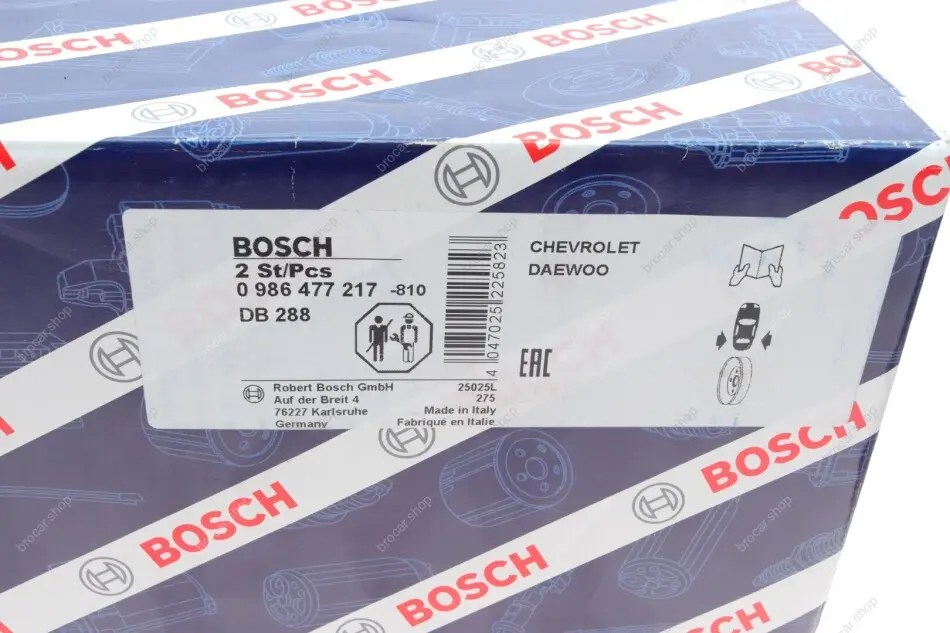 BOSCH
BOSCH
BOSCH
BOSCH
BOSCH
BOSCH
2 St/Pcs
0 986 477 217 -810
DB 288
4 047025 225823
CHEVROLET
DAEWOO
EAC
Robert Bosch GmbH
Auf der Breit 4
76227 Karlsruhe
Germany
25025L
275
Made in Italy
Fabriqué en Italie
BOSCH
BOSCH
BOSCH
brocar.shop